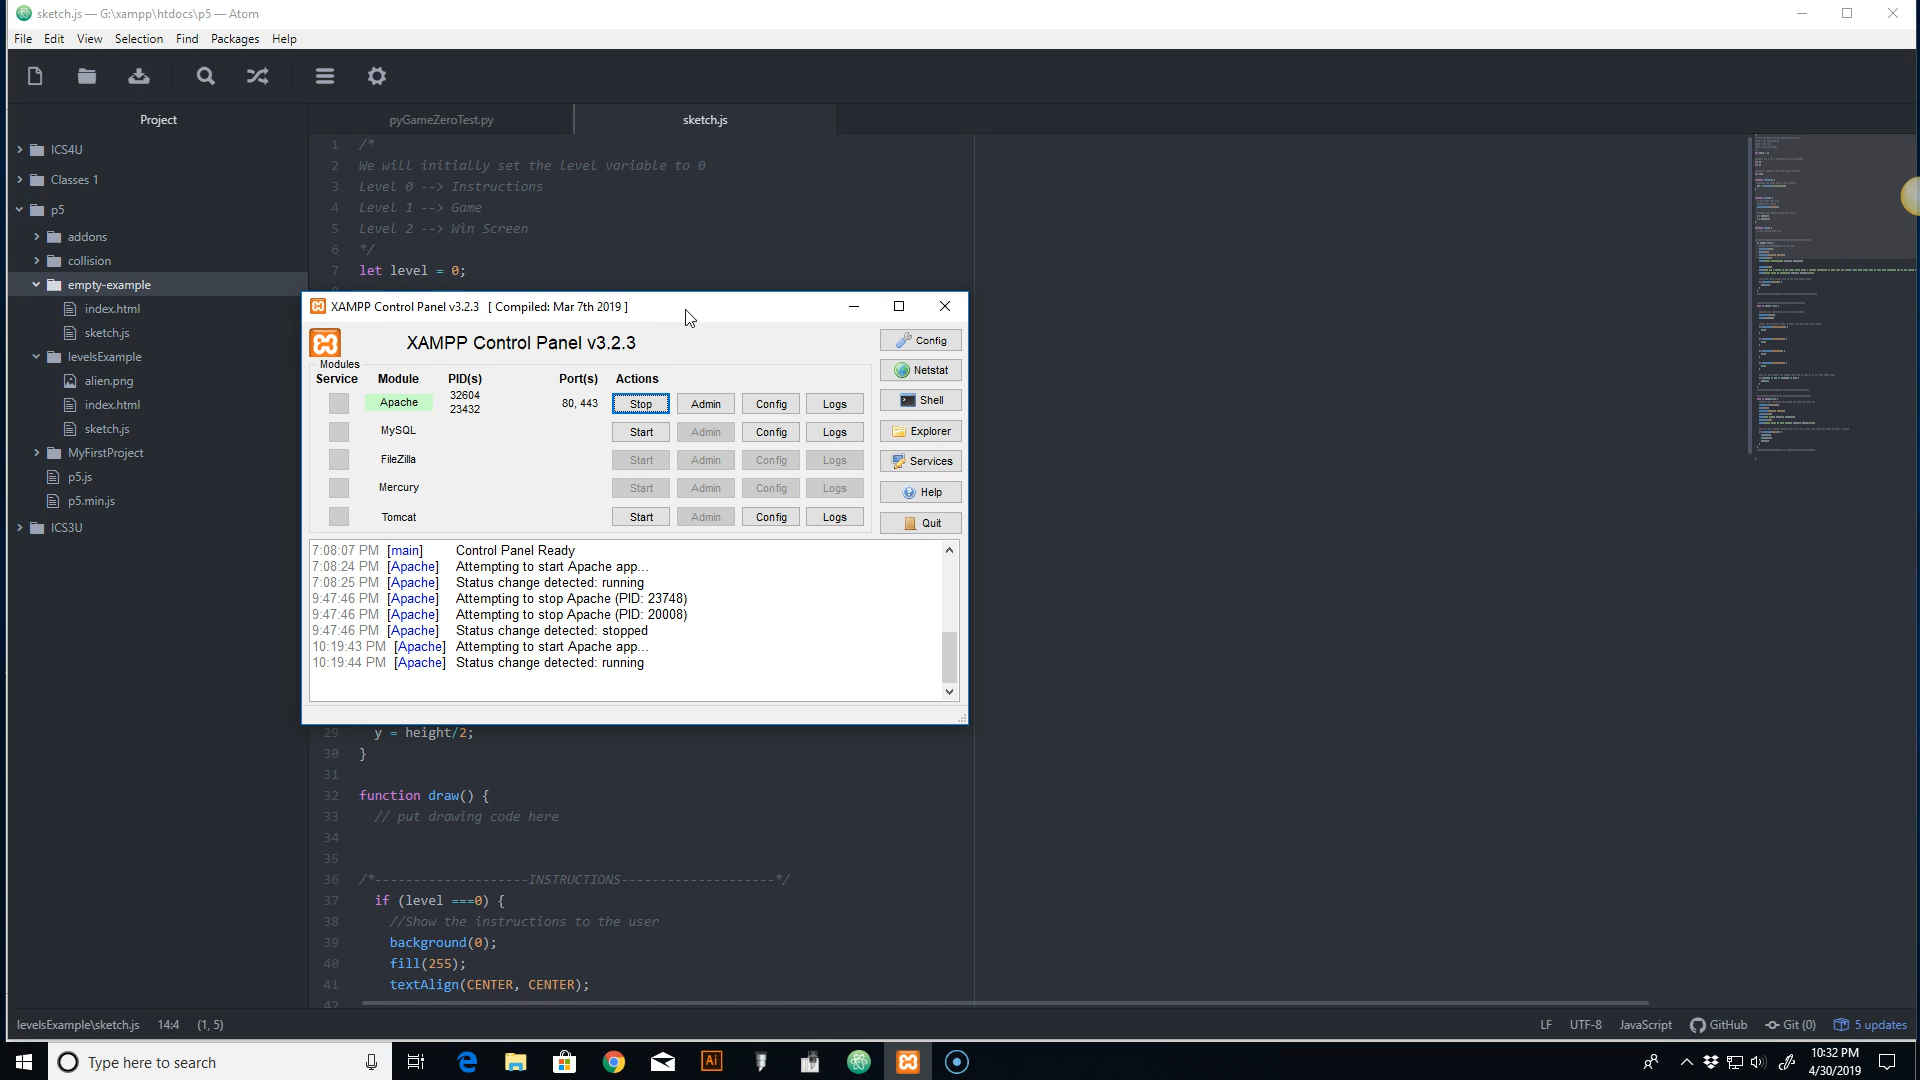 sketch.js — G:\xampp\htdocs\p5 — Atom
File Edit View Selection Find Packages Help
Project
pyGameZeroTest.py
sketch.js
ICS4U
Classes 1
p5
addons
collision
empty-example
index.html
sketch.js
levelsExample
alien.png
index.html
sketch.js
MyFirstProject
p5.js
p5.min.js
ICS3U
1 /*
2 We will initially set the level variable to 0
3 Level 0 --> Instructions
4 Level 1 --> Game
5 Level 2 --> Win Screen
6 */
7 let level = 0;
XAMPP Control Panel v3.2.3 [ Compiled: Mar 7th 2019 ]
XAMPP Control Panel v3.2.3
Modules
Service Module PID(s) Port(s) Actions
Apache 32604 23432 80, 443 Stop Admin Config Logs
MySQL Start Admin Config Logs
FileZilla Start Admin Config Logs
Mercury Start Admin Config Logs
Tomcat Start Admin Config Logs
Config
Netstat
Shell
Explorer
Services
Help
Quit
7:08:07 PM [main] Control Panel Ready
7:08:24 PM [Apache] Attempting to start Apache app...
7:08:25 PM [Apache] Status change detected: running
9:47:46 PM [Apache] Attempting to stop Apache (PID: 23748)
9:47:46 PM [Apache] Attempting to stop Apache (PID: 20008)
9:47:46 PM [Apache] Status change detected: stopped
10:19:43 PM [Apache] Attempting to start Apache app...
10:19:44 PM [Apache] Status change detected: running
29 y = height/2;
30 }
31
32 function draw() {
33 // put drawing code here
34
35
36 /*--------------------INSTRUCTIONS--------------------*/
37 if (level ===0) {
38 //Show the instructions to the user
39 background(0);
40 fill(255);
41 textAlign(CENTER, CENTER);
42
levelsExample\sketch.js 14:4 (1, 5)
LF UTF-8 JavaScript GitHub Git (0) 5 updates
Type here to search
Ai
10:32 PM
4/30/2019